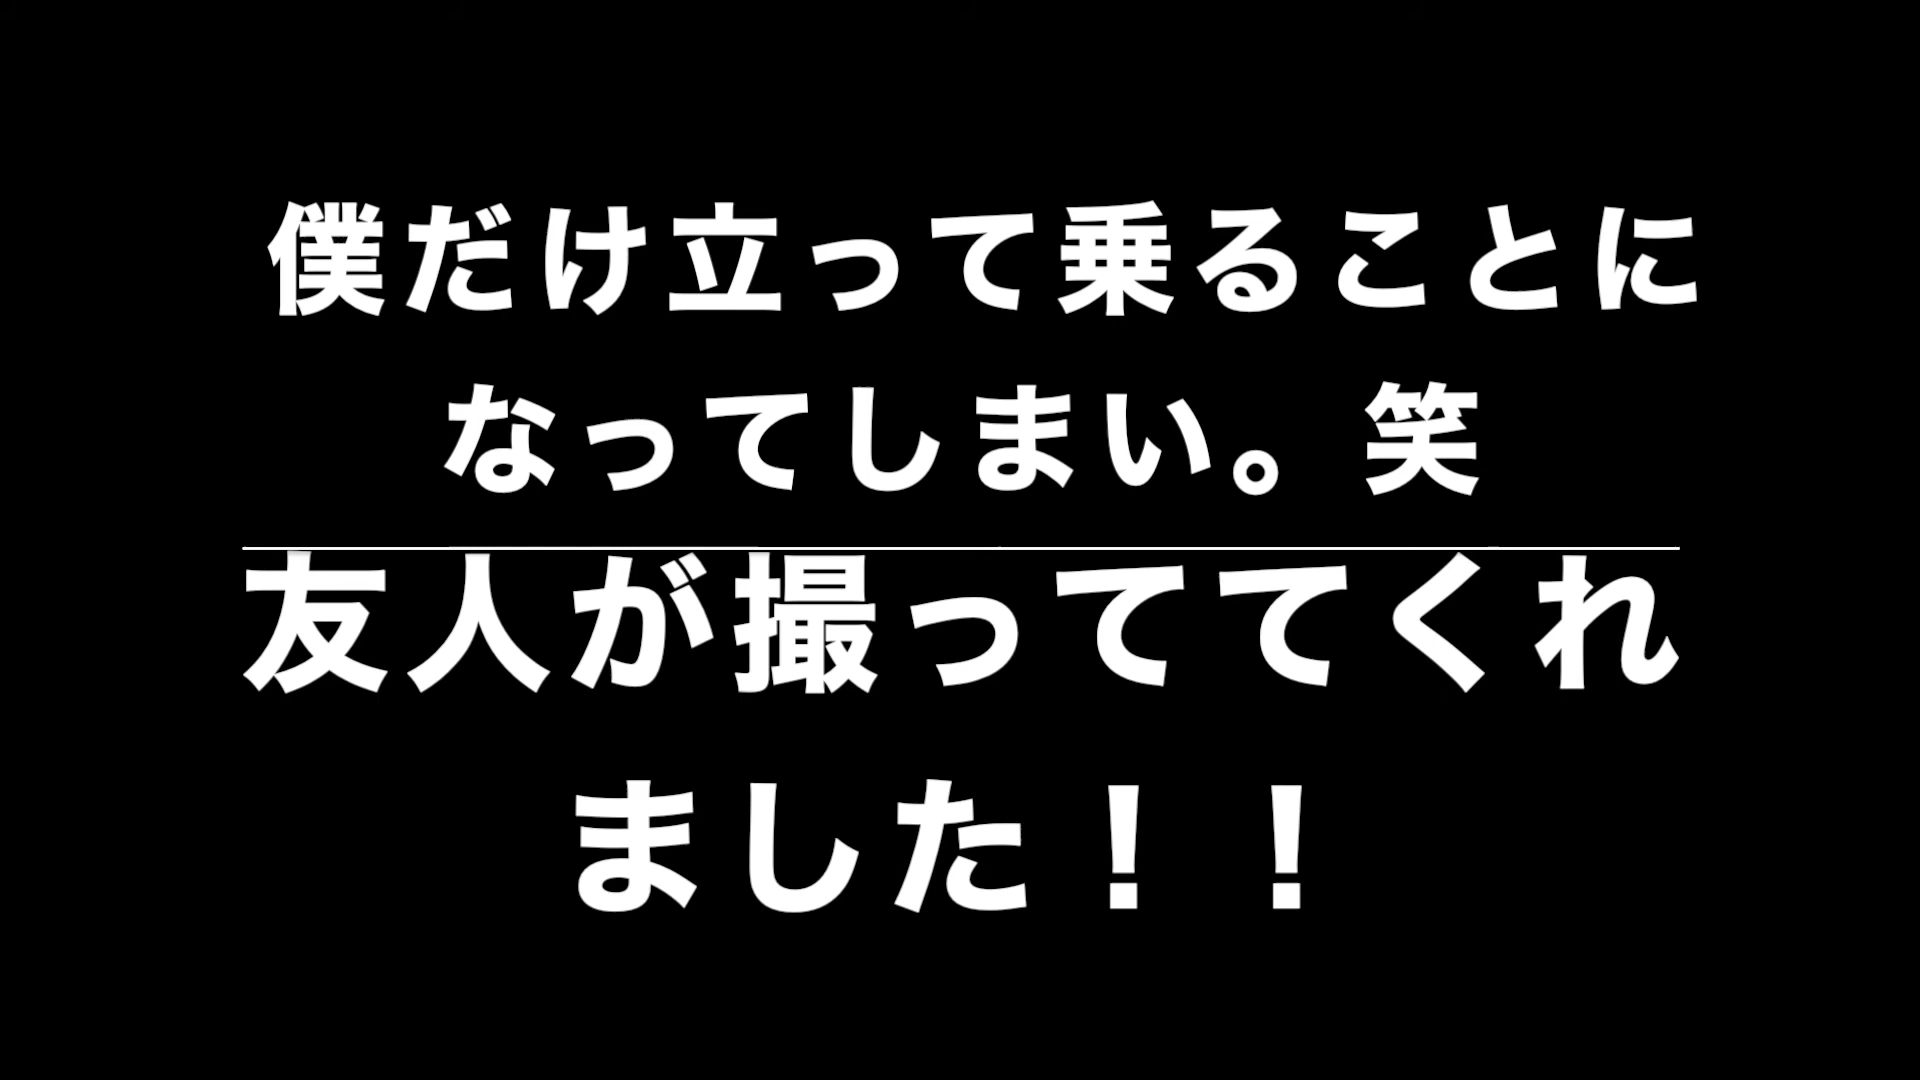 僕だけ立って乗ることに
なってしまい。笑
友人が撮っててくれ
ました！！